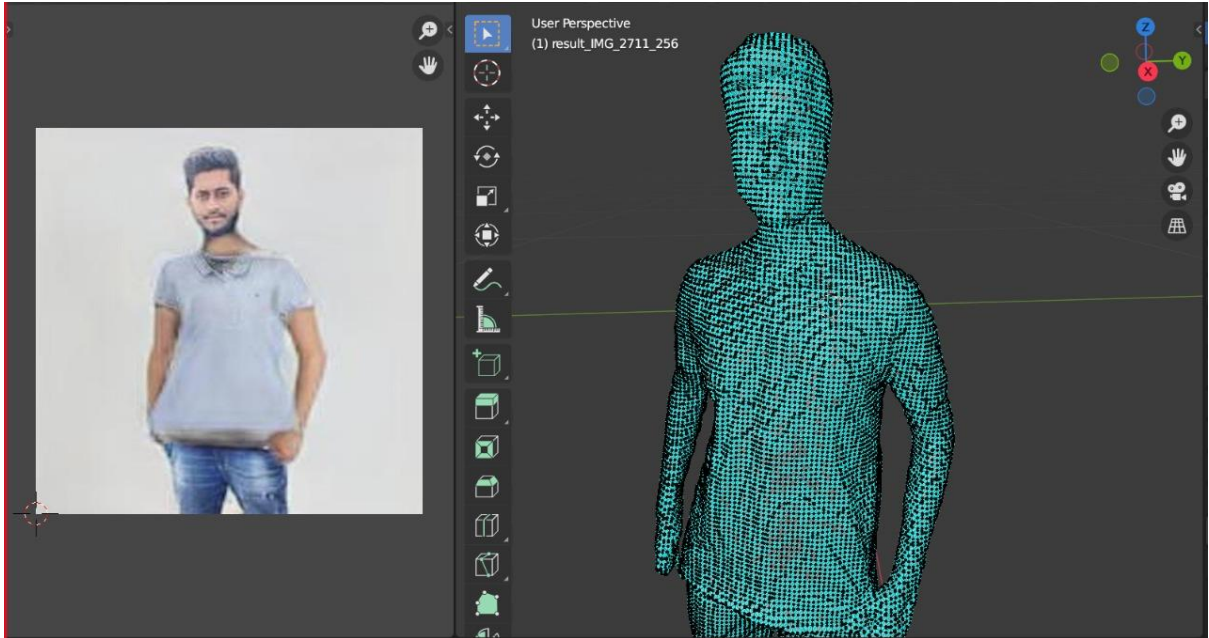 User Perspective
(1) result_IMG_2711_256
Z
Y
X